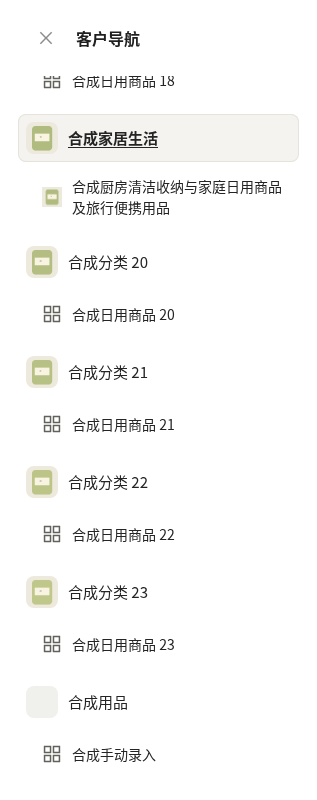 客户导航
合成日用商品 18
合成家居生活
合成厨房清洁收纳与家庭日用商品
及旅行便携用品
合成分类 20
合成日用商品 20
合成分类 21
合成日用商品 21
合成分类 22
合成日用商品 22
合成分类 23
合成日用商品 23
合成用品
合成手动录入